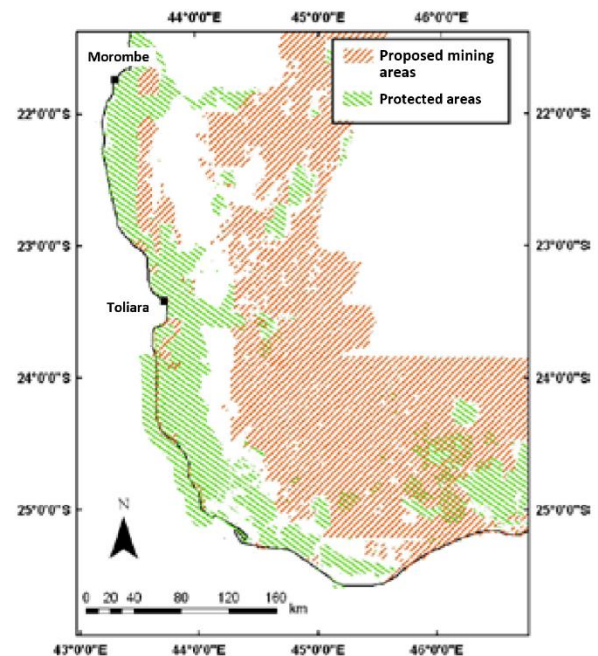 44°0'0"E 45°0'0"E 46°0'0"E
Morombe
Proposed mining
areas
Protected areas
22°0'0"S 22°0'0"S
23°0'0"S 23°0'0"S
Toliara
24°0'0"S 24°0'0"S
25°0'0"S 25°0'0"S
N
0 20 40 80 120 160
km
43°0'0"E 44°0'0"E 45°0'0"E 46°0'0"E